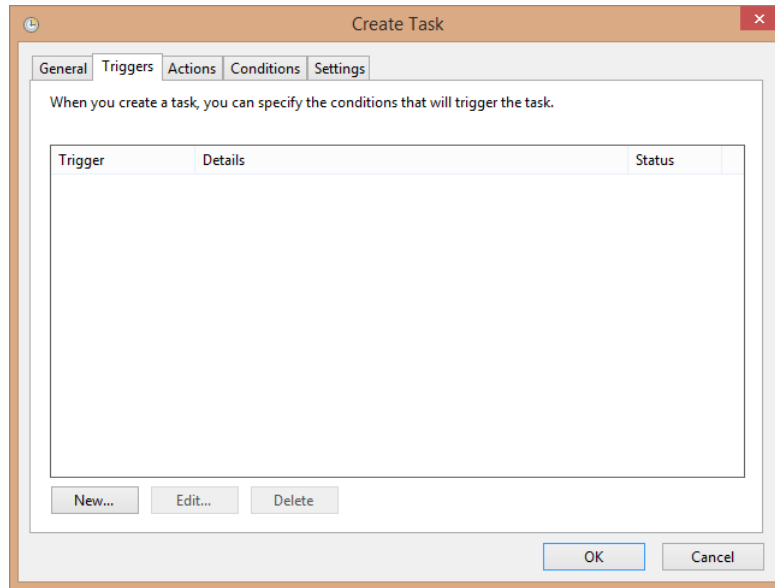 Create Task
General Triggers Actions Conditions Settings
When you create a task, you can specify the conditions that will trigger the task.
Trigger Details Status
New... Edit... Delete
OK Cancel